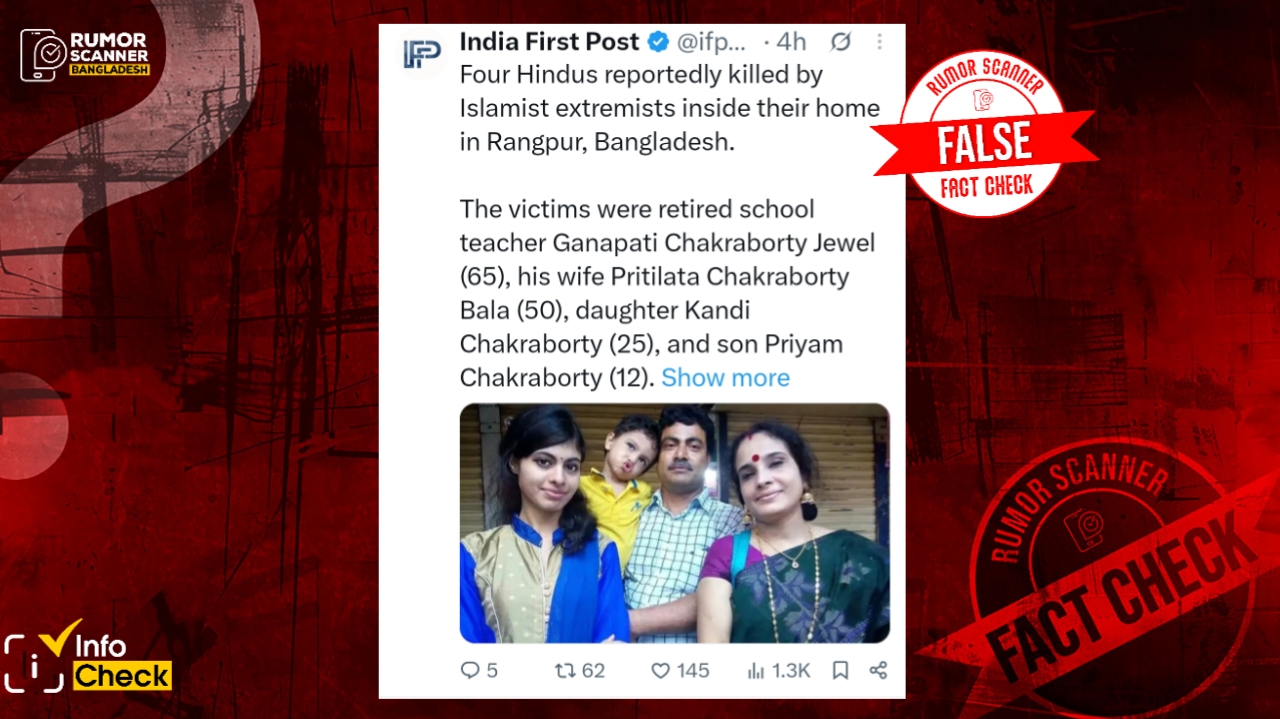 RUMOR
SCANNER
BANGLADESH
India First Post @ifp... · 4h
Four Hindus reportedly killed by
Islamist extremists inside their home
in Rangpur, Bangladesh.
The victims were retired school
teacher Ganapati Chakraborty Jewel
(65), his wife Pritilata Chakraborty
Bala (50), daughter Kandi
Chakraborty (25), and son Priyam
Chakraborty (12). Show more
5 62 145 1.3K
RUMOR SCANNER
FALSE
FACT CHECK
RUMOR SCANNER
FACT CHECK
Info
Check